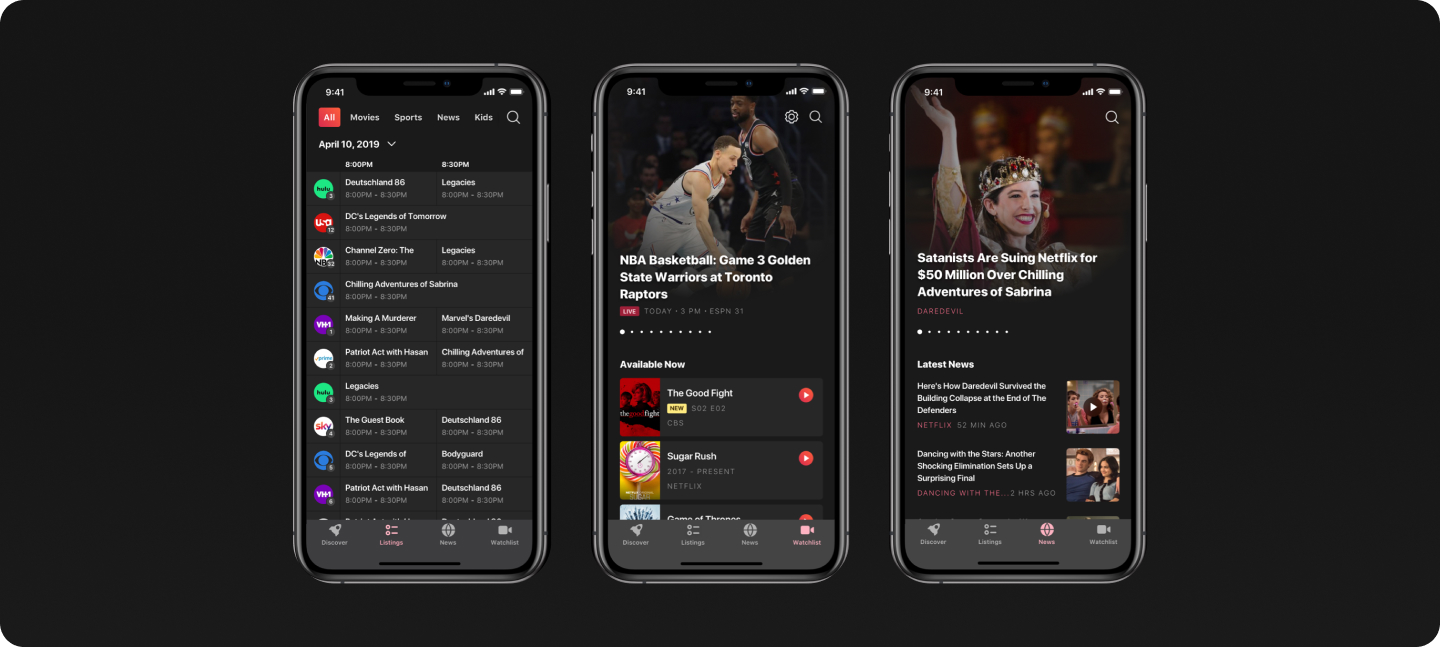 9:41
All Movies Sports News Kids
April 10, 2019
8:00PM 8:30PM
hulu 3
Deutschland 86 Legacies
8:00PM • 8:30PM 8:00PM • 8:30PM
usa 12
DC's Legends of Tomorrow
8:00PM • 8:30PM
NBC 32
Channel Zero: The Legacies
8:00PM • 8:30PM 8:00PM • 8:30PM
41
Chilling Adventures of Sabrina
8:00PM • 8:30PM
VH1 1
Making A Murderer Marvel's Daredevil
8:00PM • 8:30PM 8:00PM • 8:30PM
prime 2
Patriot Act with Hasan Chilling Adventures of
8:00PM • 8:30PM 8:00PM • 8:30PM
hulu 3
Legacies
8:00PM • 8:30PM
sky 4
The Guest Book Deutschland 86
8:00PM • 8:30PM 8:00PM • 8:30PM
5
DC's Legends of Bodyguard
8:00PM • 8:30PM 8:00PM • 8:30PM
VH1 6
Patriot Act with Hasan Deutschland 86
8:00PM • 8:30PM 8:00PM • 8:30PM
Discover Listings News Watchlist
9:41
NBA Basketball: Game 3 Golden
State Warriors at Toronto
Raptors
LIVE TODAY • 3 PM • ESPN 31
Available Now
the good fight
The Good Fight
NEW S02 E02
CBS
Sugar Rush
2017 - PRESENT
NETFLIX
Game of Thrones
Discover Listings News Watchlist
9:41
Satanists Are Suing Netflix for
$50 Million Over Chilling
Adventures of Sabrina
DAREDEVIL
Latest News
Here's How Daredevil Survived the
Building Collapse at the End of The
Defenders
NETFLIX 52 MIN AGO
Dancing with the Stars: Another
Shocking Elimination Sets Up a
Surprising Final
DANCING WITH THE...2 HRS AGO
Discover Listings News Watchlist